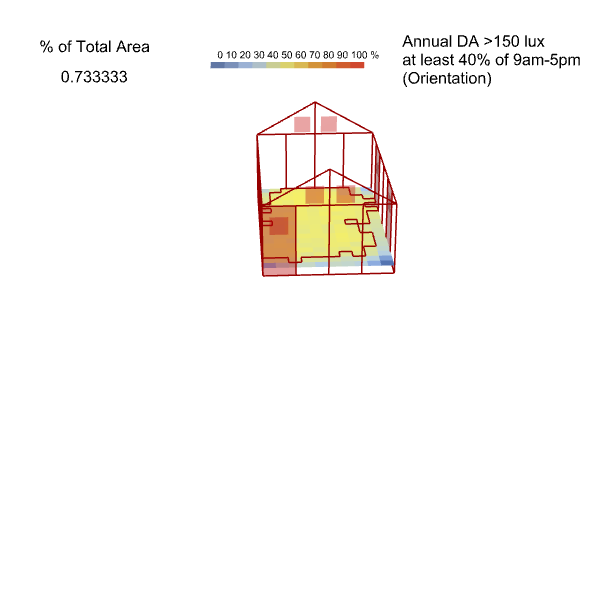 % of Total Area
0.733333
0 10 20 30 40 50 60 70 80 90 100 %
Annual DA >150 lux
at least 40% of 9am-5pm
(Orientation)